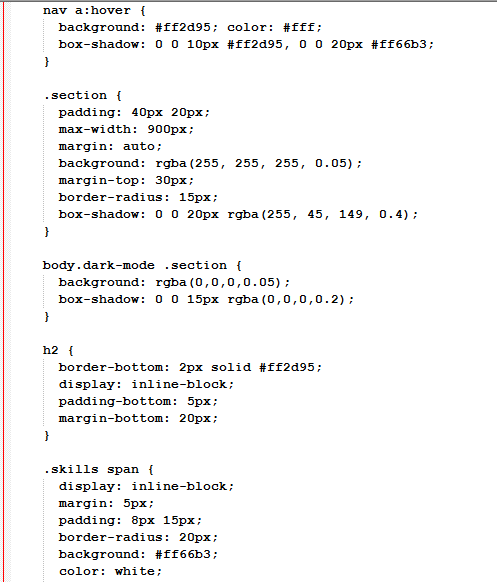 nav a:hover {
  background: #ff2d95; color: #fff;
  box-shadow: 0 0 10px #ff2d95, 0 0 20px #ff66b3;
}

.section {
  padding: 40px 20px;
  max-width: 900px;
  margin: auto;
  background: rgba(255, 255, 255, 0.05);
  margin-top: 30px;
  border-radius: 15px;
  box-shadow: 0 0 20px rgba(255, 45, 149, 0.4);
}

body.dark-mode .section {
  background: rgba(0,0,0,0.05);
  box-shadow: 0 0 15px rgba(0,0,0,0.2);
}

h2 {
  border-bottom: 2px solid #ff2d95;
  display: inline-block;
  padding-bottom: 5px;
  margin-bottom: 20px;
}

.skills span {
  display: inline-block;
  margin: 5px;
  padding: 8px 15px;
  border-radius: 20px;
  background: #ff66b3;
  color: white;